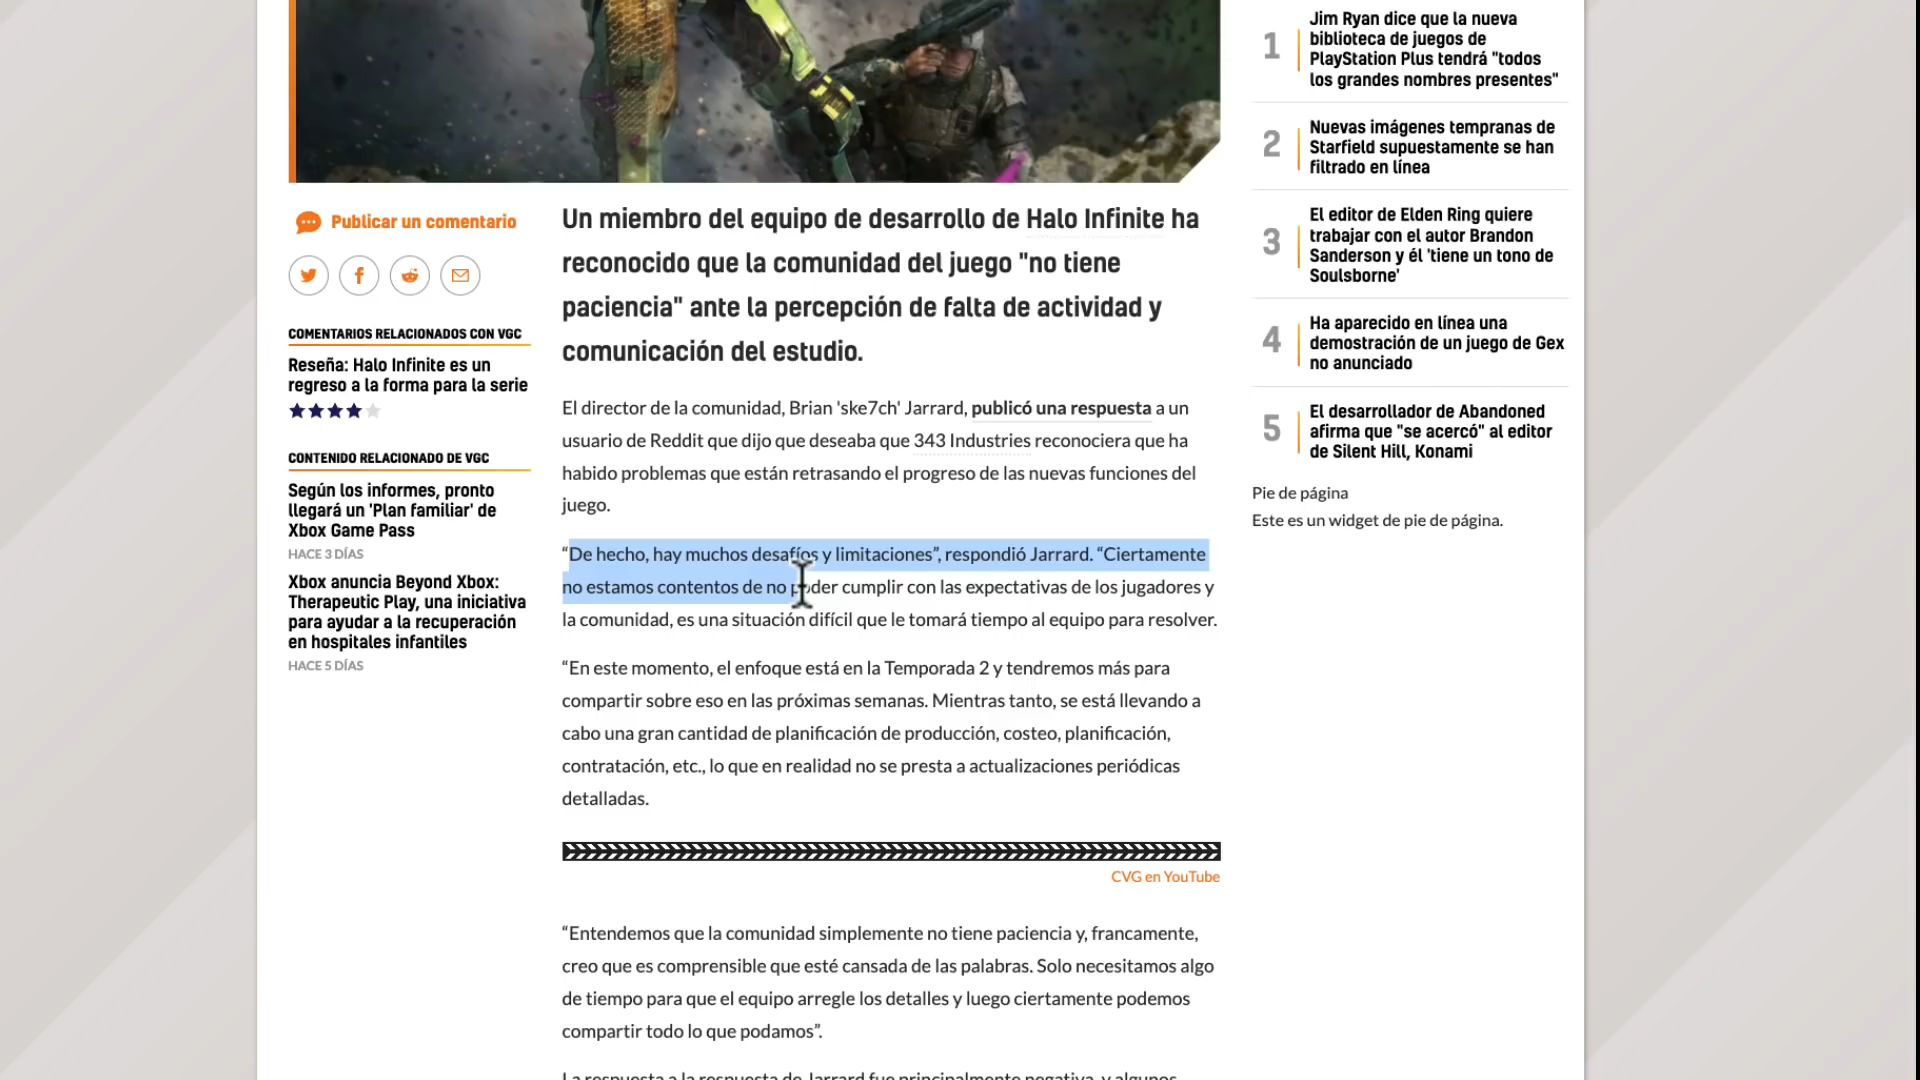 Publicar un comentario
COMENTARIOS RELACIONADOS CON VGC
Reseña: Halo Infinite es un
regreso a la forma para la serie
CONTENIDO RELACIONADO DE VGC
Según los informes, pronto
llegará un 'Plan familiar' de
Xbox Game Pass
HACE 3 DÍAS
Xbox anuncia Beyond Xbox:
Therapeutic Play, una iniciativa
para ayudar a la recuperación
en hospitales infantiles
HACE 5 DÍAS
Un miembro del equipo de desarrollo de Halo Infinite ha
reconocido que la comunidad del juego "no tiene
paciencia" ante la percepción de falta de actividad y
comunicación del estudio.
El director de la comunidad, Brian 'ske7ch' Jarrard, publicó una respuesta a un
usuario de Reddit que dijo que deseaba que 343 Industries reconociera que ha
habido problemas que están retrasando el progreso de las nuevas funciones del
juego.
“De hecho, hay muchos desafíos y limitaciones”, respondió Jarrard. “Ciertamente
no estamos contentos de no poder cumplir con las expectativas de los jugadores y
la comunidad, es una situación difícil que le tomará tiempo al equipo para resolver.
“En este momento, el enfoque está en la Temporada 2 y tendremos más para
compartir sobre eso en las próximas semanas. Mientras tanto, se está llevando a
cabo una gran cantidad de planificación de producción, costeo, planificación,
contratación, etc., lo que en realidad no se presta a actualizaciones periódicas
detalladas.
CVG en YouTube
“Entendemos que la comunidad simplemente no tiene paciencia y, francamente,
creo que es comprensible que esté cansada de las palabras. Solo necesitamos algo
de tiempo para que el equipo arregle los detalles y luego ciertamente podemos
compartir todo lo que podamos”.
La respuesta a la respuesta de Jarrard fue principalmente negativa, y algunos
1
Jim Ryan dice que la nueva
biblioteca de juegos de
PlayStation Plus tendrá "todos
los grandes nombres presentes"
2
Nuevas imágenes tempranas de
Starfield supuestamente se han
filtrado en línea
3
El editor de Elden Ring quiere
trabajar con el autor Brandon
Sanderson y él 'tiene un tono de
Soulsborne'
4
Ha aparecido en línea una
demostración de un juego de Gex
no anunciado
5
El desarrollador de Abandoned
afirma que "se acercó" al editor
de Silent Hill, Konami
Pie de página
Este es un widget de pie de página.